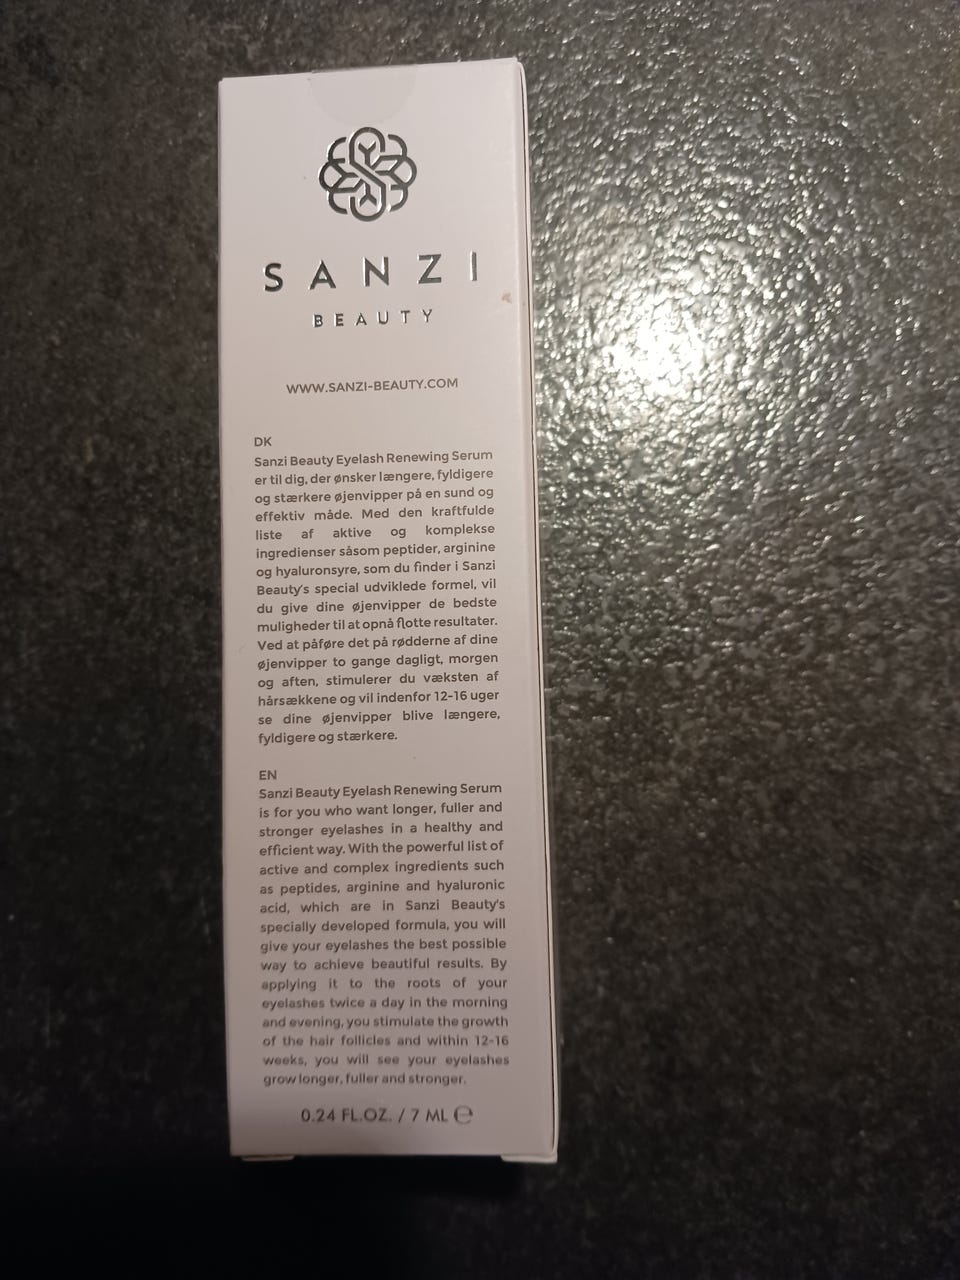 SANZI
BEAUTY
WWW.SANZI-BEAUTY.COM
DK
Sanzi Beauty Eyelash Renewing Serum
er til dig, der ønsker længere, fyldigere
og stærkere øjenvipper på en sund og
effektiv måde. Med den kraftfulde
liste af aktive og komplekse
ingredienser såsom peptider, arginine
og hyaluronsyre, som du finder i Sanzi
Beauty's special udviklede formel, vil
du give dine øjenvipper de bedste
muligheder til at opnå flotte resultater.
Ved at påføre det på rødderne af dine
øjenvipper to gange dagligt, morgen
og aften, stimulerer du væksten af
hårsækkene og vil indenfor 12-16 uger
se dine øjenvipper blive længere,
fyldigere og stærkere.
EN
Sanzi Beauty Eyelash Renewing Serum
is for you who want longer, fuller and
stronger eyelashes in a healthy and
efficient way. With the powerful list of
active and complex ingredients such
as peptides, arginine and hyaluronic
acid, which are in Sanzi Beauty's
specially developed formula, you will
give your eyelashes the best possible
way to achieve beautiful results. By
applying it to the roots of your
eyelashes twice a day in the morning
and evening, you stimulate the growth
of the hair follicles and within 12-16
weeks, you will see your eyelashes
grow longer, fuller and stronger.
0.24 FL.OZ. / 7 ML ℮